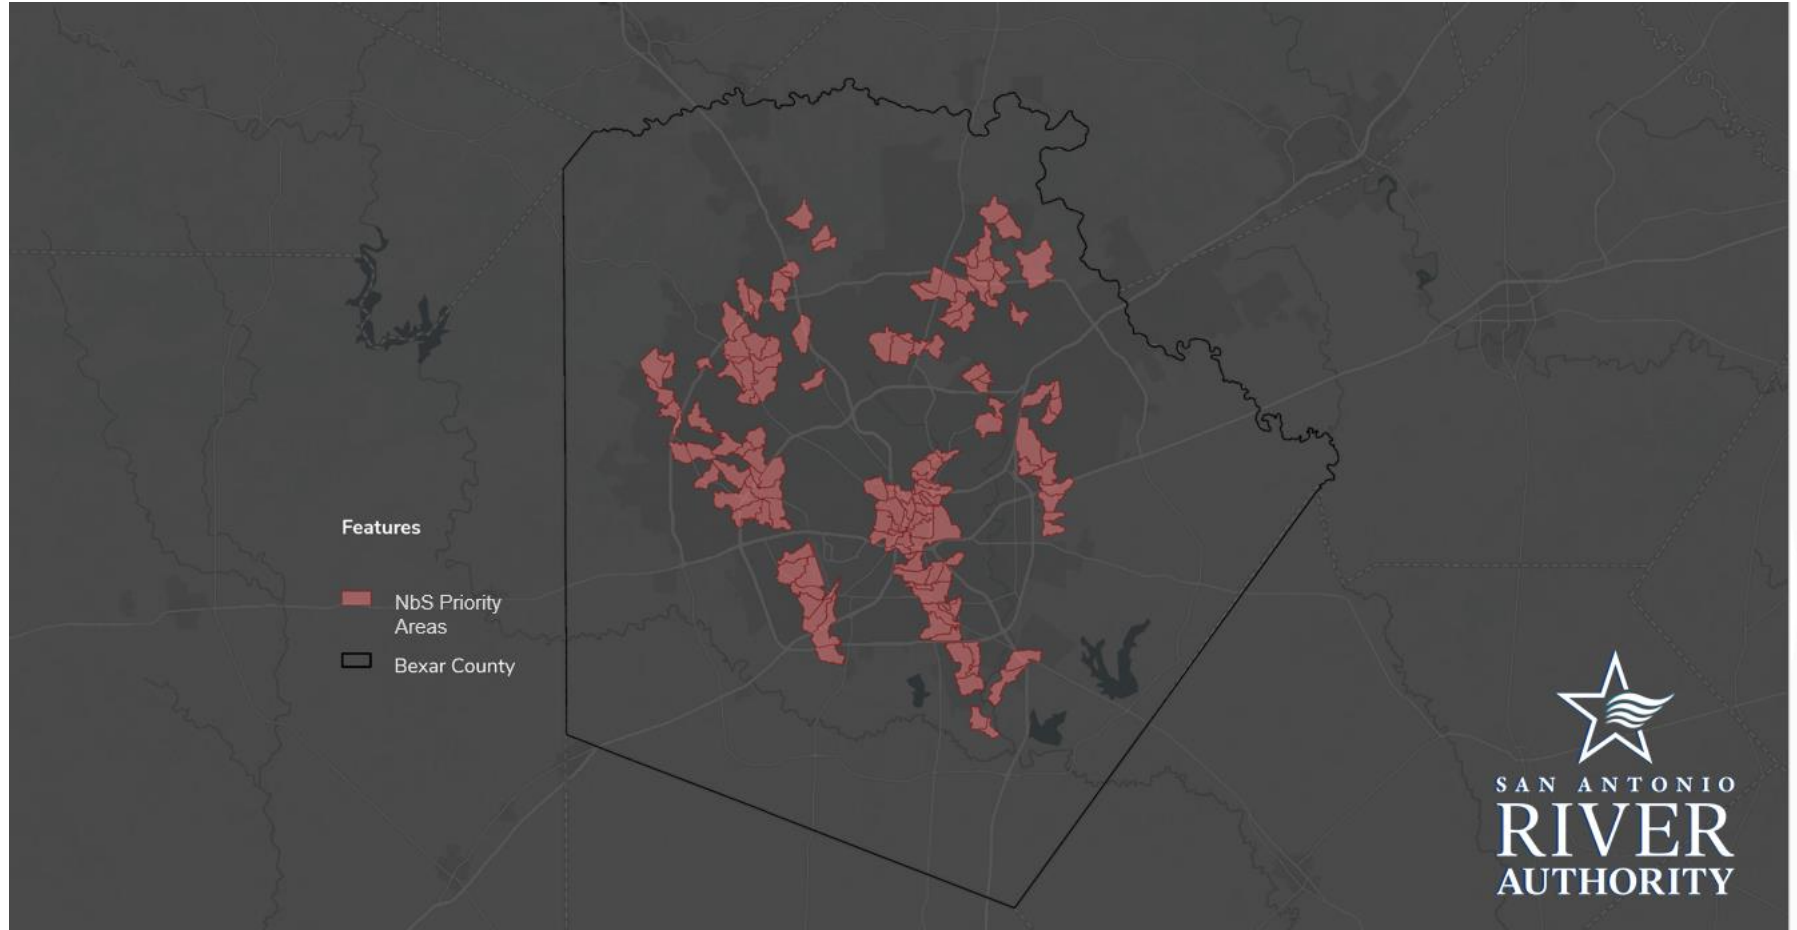 Features
NbS Priority
Areas
Bexar County
SAN ANTONIO
RIVER
AUTHORITY